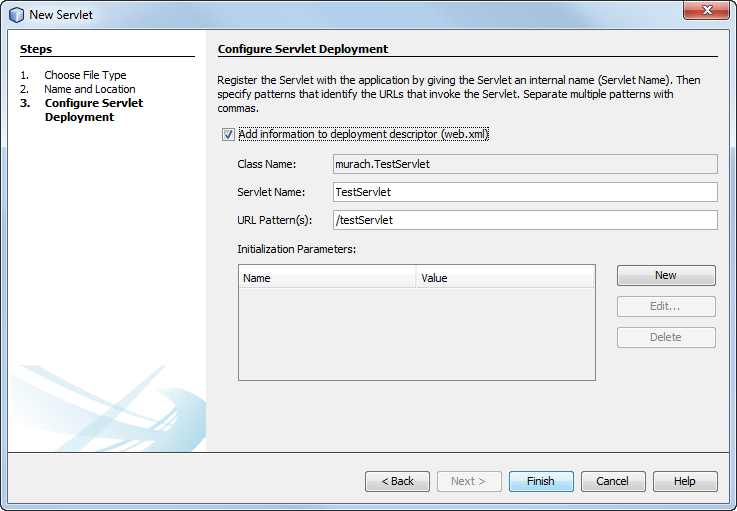 New Servlet
Steps
1. Choose File Type
2. Name and Location
3. Configure Servlet
Deployment
Configure Servlet Deployment
Register the Servlet with the application by giving the Servlet an internal name (Servlet Name). Then
specify patterns that identify the URLs that invoke the Servlet. Separate multiple patterns with
commas.
Add information to deployment descriptor (web.xml)
Class Name: murach.TestServlet
Servlet Name: TestServlet
URL Pattern(s): /testServlet
Initialization Parameters:
Name Value
New
Edit...
Delete
< Back Next > Finish Cancel Help